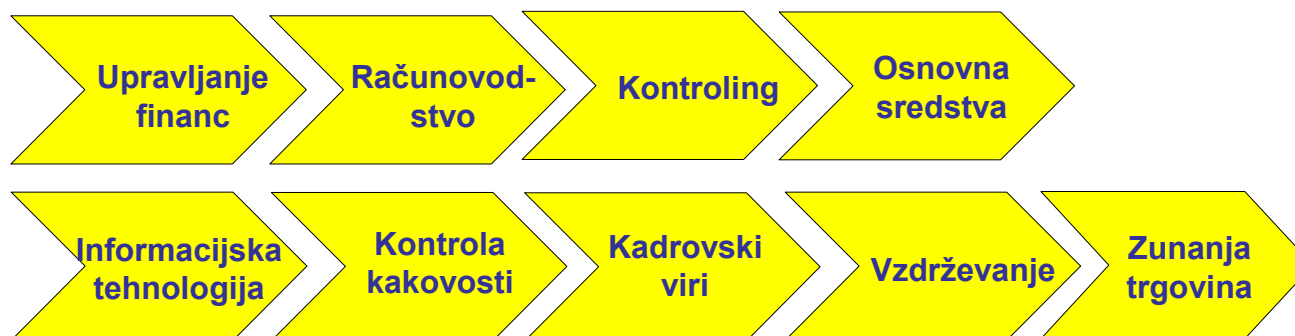 Upravljanje
financ
Računovod-
stvo
Kontroling
Osnovna
sredstva
Informacijska
tehnologija
Kontrola
kakovosti
Kadrovski
viri
Vzdrževanje
Zunanja
trgovina